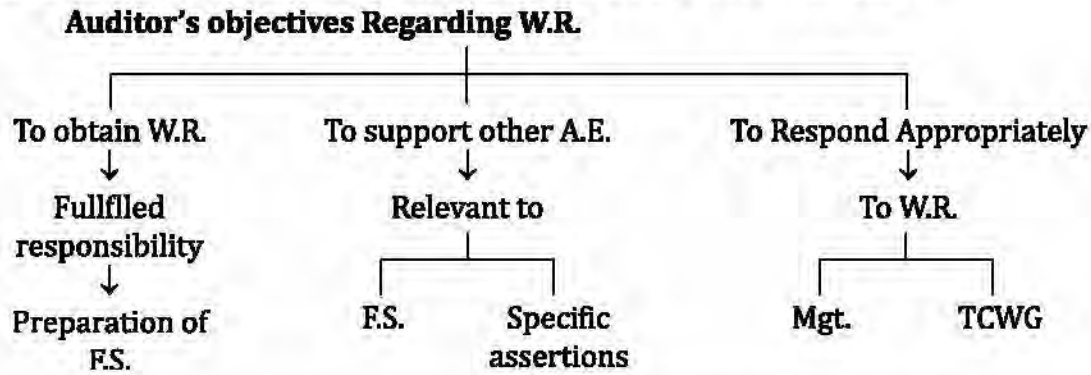 Auditor's objectives Regarding W.R.
To obtain W.R.
Fullflled
responsibility
Preparation of
F.S.
To support other A.E.
Relevant to
F.S.
Specific
assertions
To Respond Appropriately
To W.R.
Mgt.
TCWG